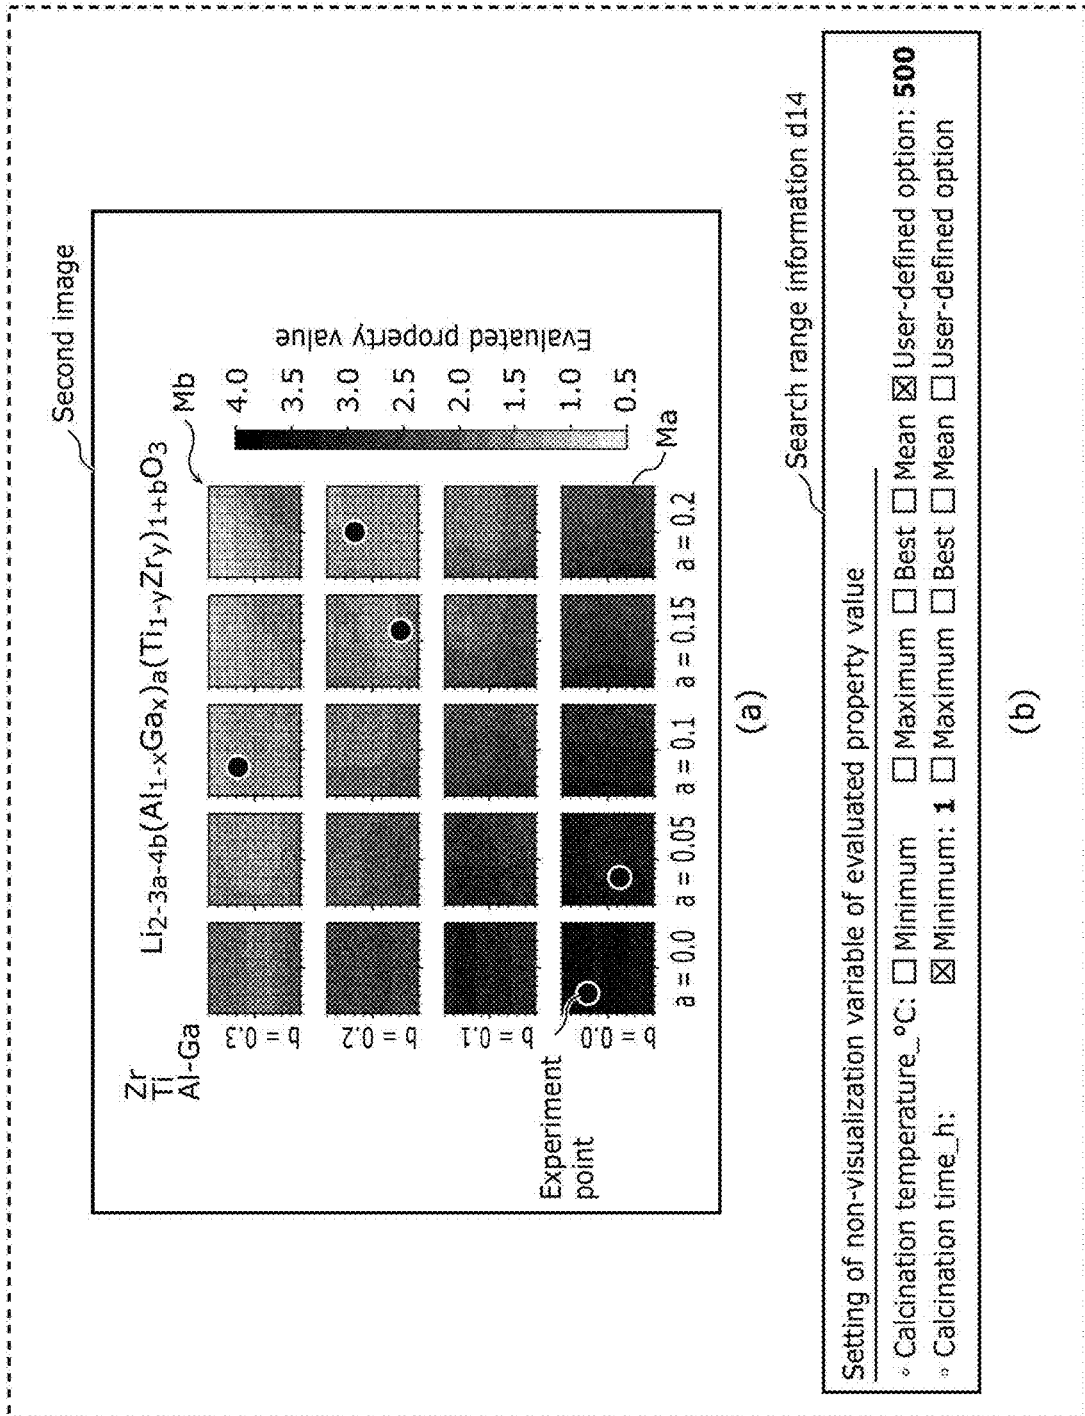 Second image
Li2-3a-4b(Al1-xGax)a(Ti1-yZry)1+bO3
Mb
Zr
Ti
Al-Ga
b = 0.3
b = 0.2
b = 0.1
b = 0.0
a = 0.0
a = 0.05
a = 0.1
a = 0.15
a = 0.2
Ma
Experiment
point
4.0
3.5
3.0
2.5
2.0
1.5
1.0
0.5
Evaluated property value
(a)
Search range information d14
Setting of non-visualization variable of evaluated property value
◦ Calcination temperature_°C: ☐ Minimum ☐ Maximum ☐ Best ☐ Mean ☒ User-defined option: 500
◦ Calcination time_h: ☒ Minimum: 1 ☐ Maximum ☐ Best ☐ Mean ☐ User-defined option
(b)